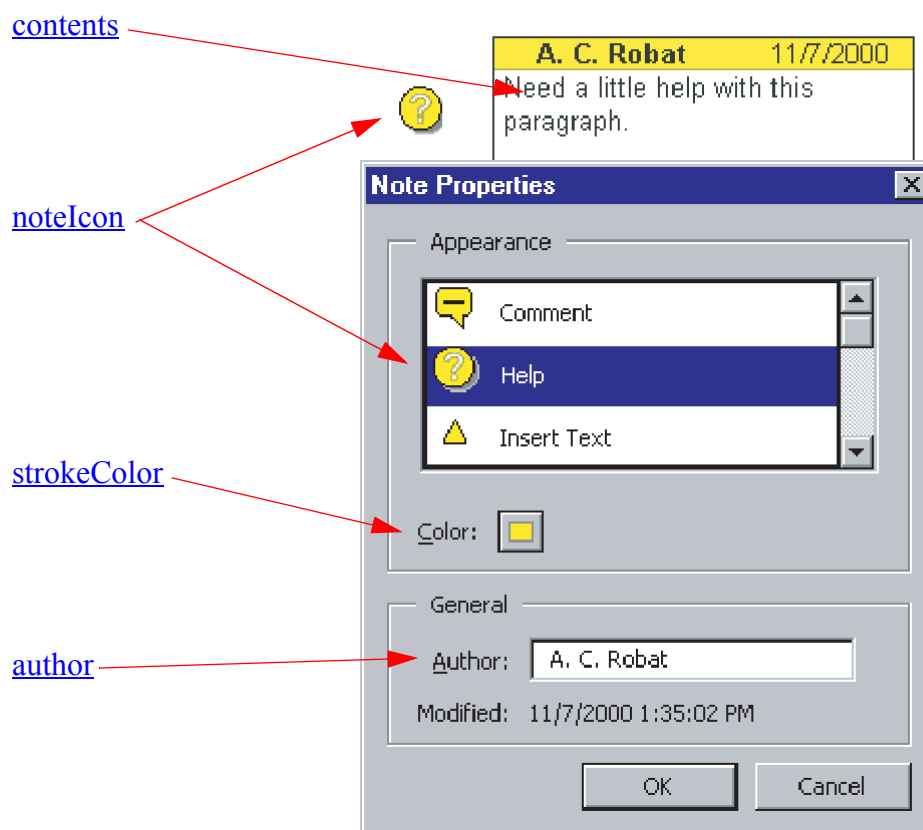 contents
A. C. Robat 11/7/2000
Need a little help with this
paragraph.
Note Properties
noteIcon
Appearance
Comment
Help
Insert Text
strokeColor
Color:
General
author
Author: A. C. Robat
Modified: 11/7/2000 1:35:02 PM
OK Cancel